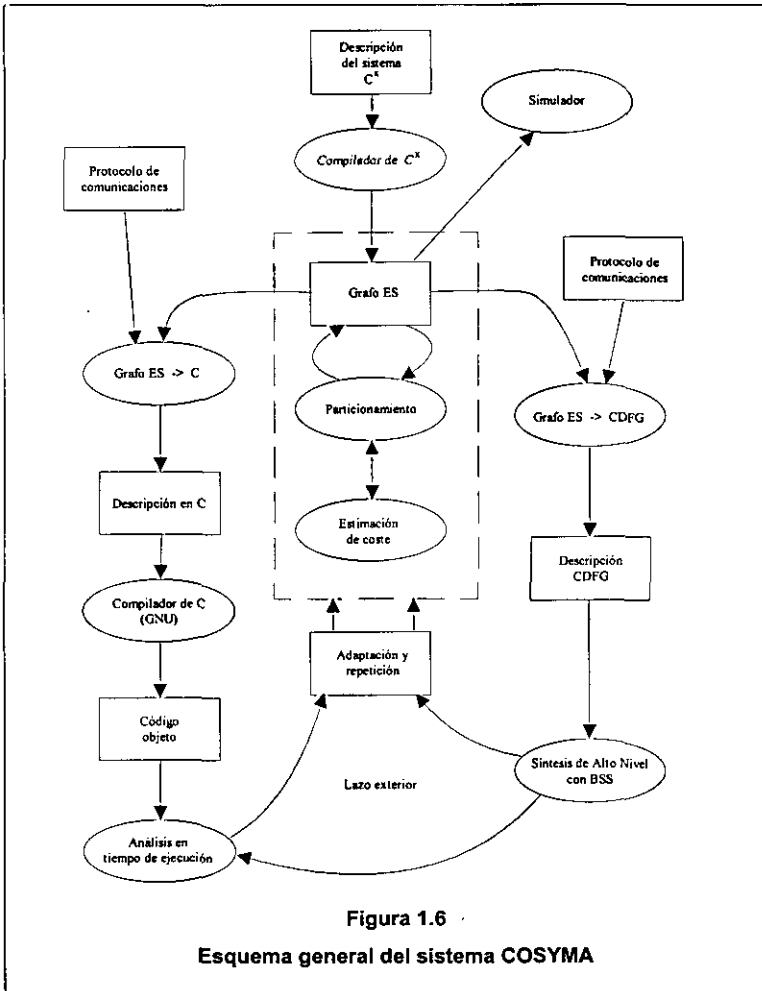 Descripción
del sistema
C^x
Simulador
Compilador de C^x
Protocolo de
comunicaciones
Protocolo de
comunicaciones
Grafo ES
Grafo ES -> C
Particionamiento
Grafo ES -> CDFG
Descripción en C
Estimación
de coste
Descripción
CDFG
Compilador de C
(GNU)
Adaptación y
repetición
Código
objeto
Síntesis de Alto Nivel
con BSS
Lazo exterior
Análisis en
tiempo de ejecución
Figura 1.6
Esquema general del sistema COSYMA